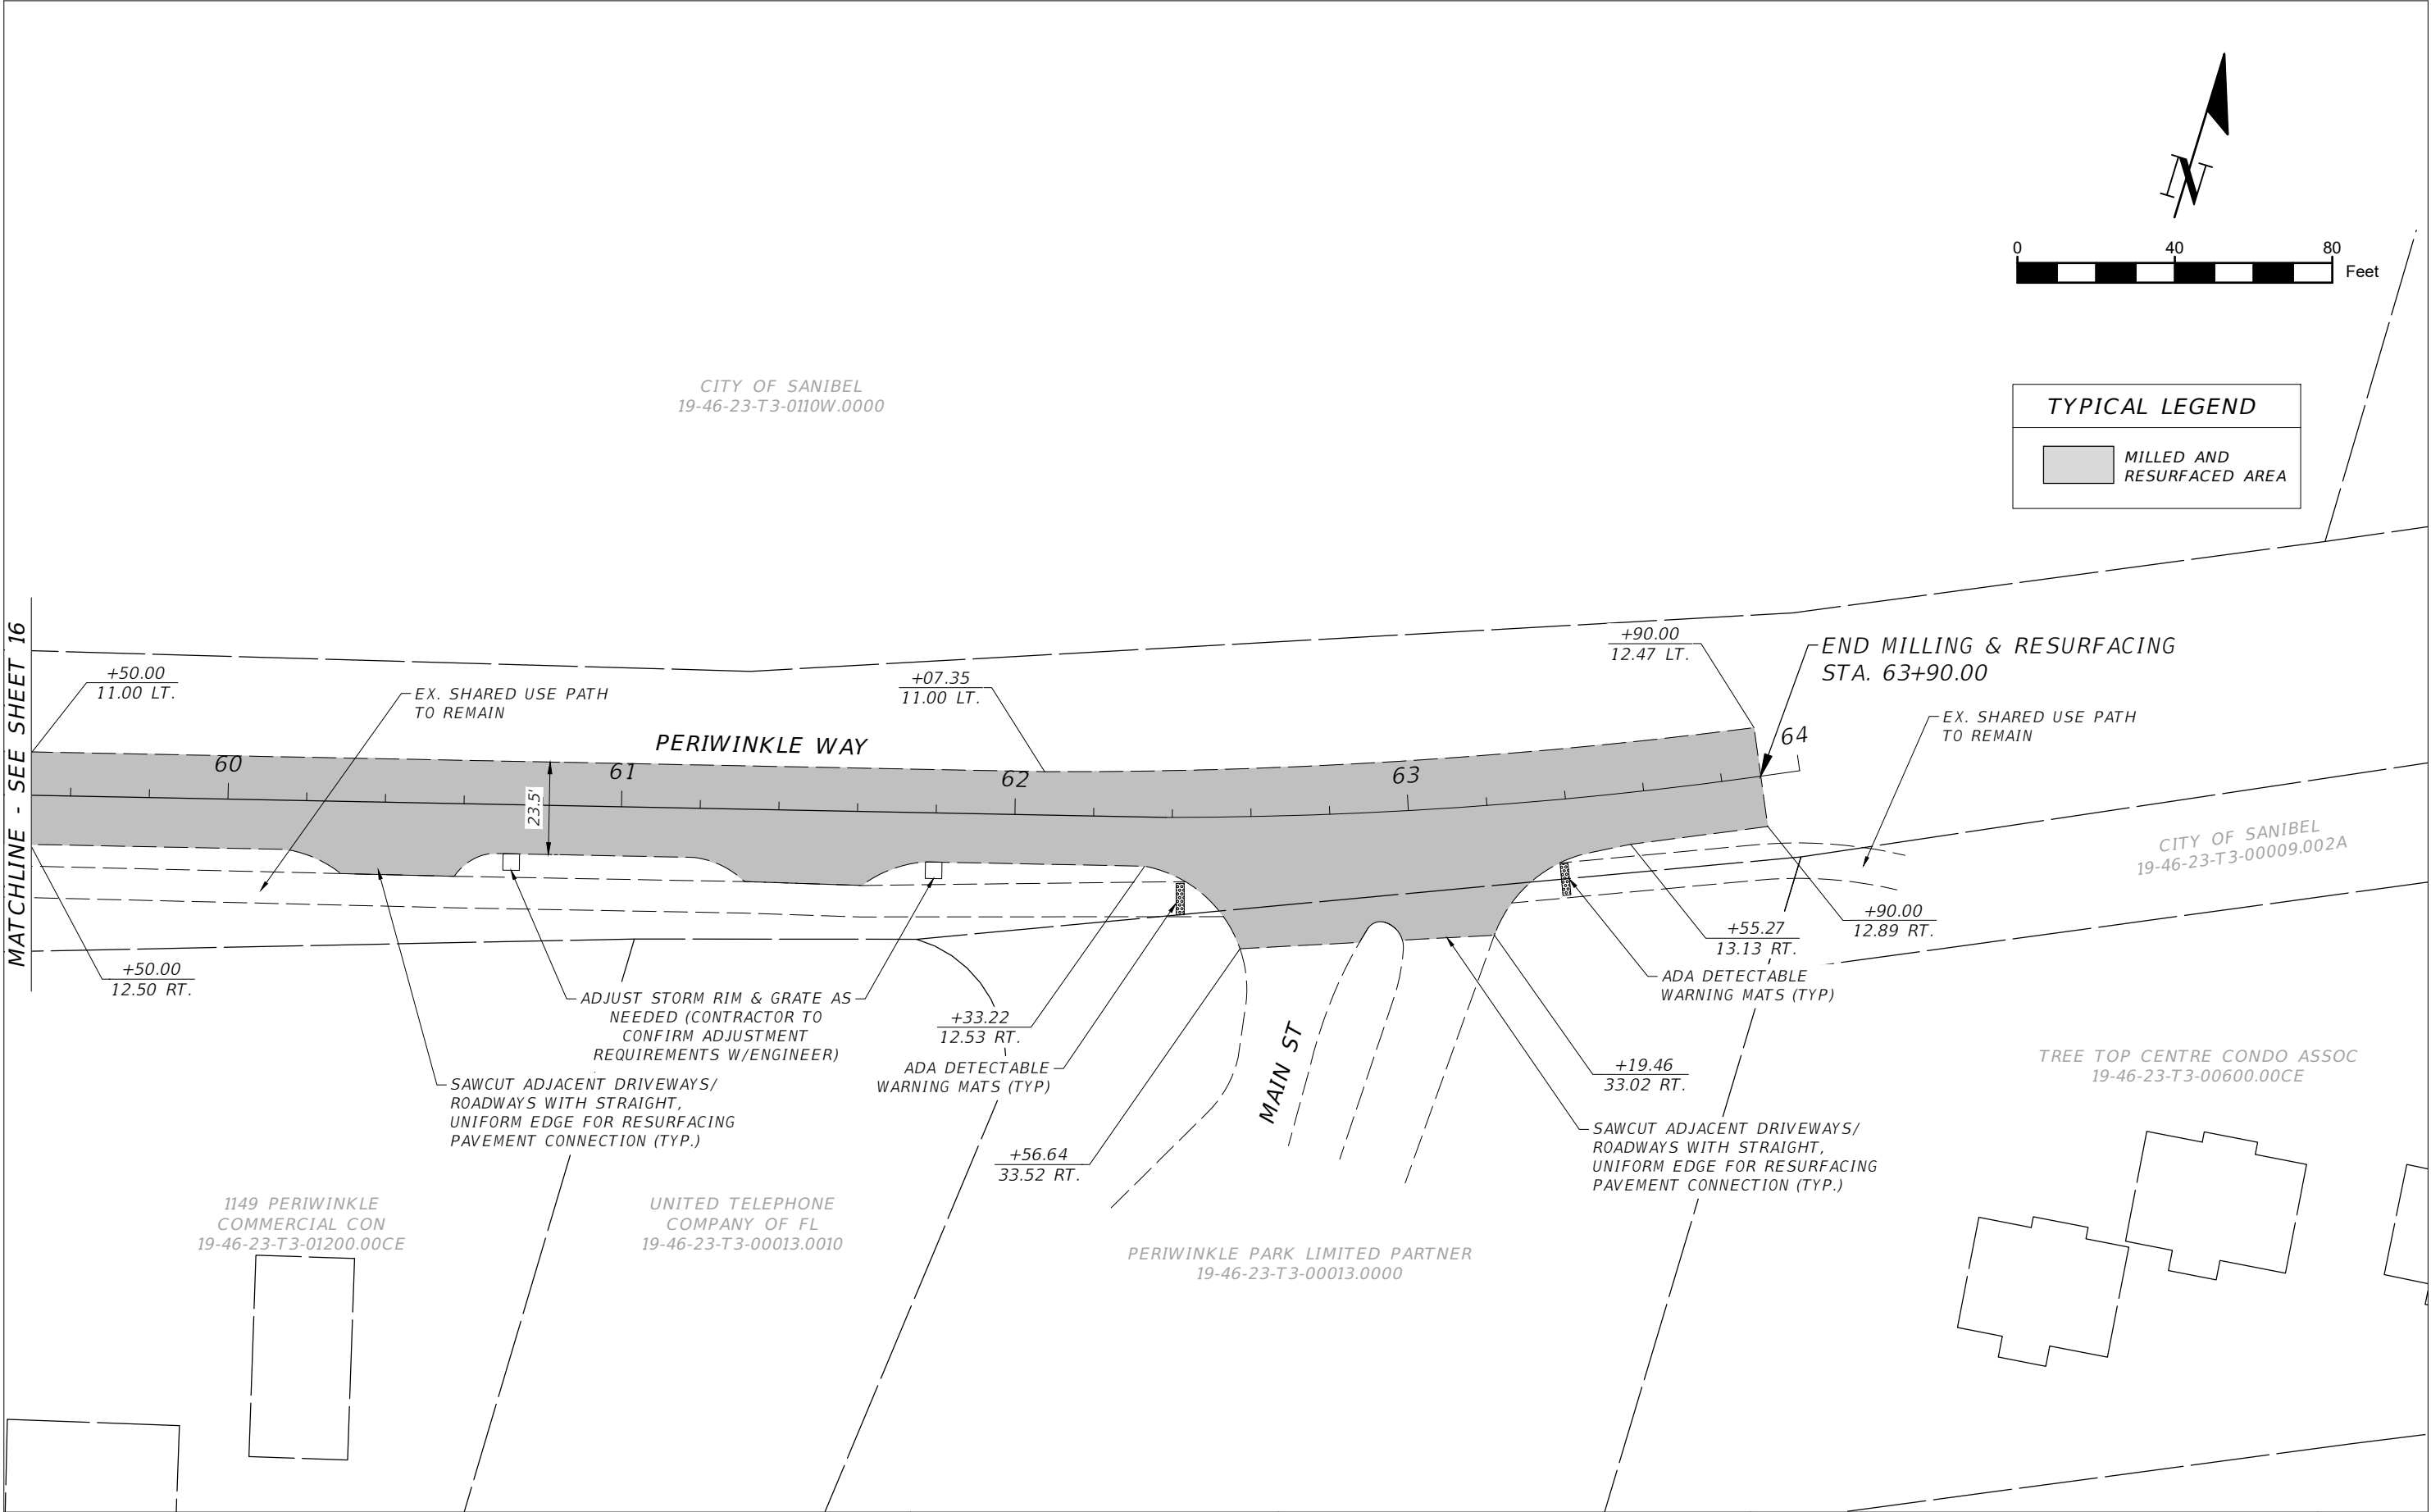 N
0 40 80
Feet
CITY OF SANIBEL
19-46-23-T3-0110W.0000
TYPICAL LEGEND
MILLED AND
RESURFACED AREA
MATCHLINE - SEE SHEET 16
+50.00
11.00 LT.
EX. SHARED USE PATH
TO REMAIN
+07.35
11.00 LT.
+90.00
12.47 LT.
END MILLING & RESURFACING
STA. 63+90.00
EX. SHARED USE PATH
TO REMAIN
PERIWINKLE WAY
60
61
62
63
64
23.5'
CITY OF SANIBEL
19-46-23-T3-00009.002A
+50.00
12.50 RT.
ADJUST STORM RIM & GRATE AS
NEEDED (CONTRACTOR TO
CONFIRM ADJUSTMENT
REQUIREMENTS W/ENGINEER)
+33.22
12.53 RT.
ADA DETECTABLE
WARNING MATS (TYP)
MAIN ST
+55.27
13.13 RT.
+90.00
12.89 RT.
ADA DETECTABLE
WARNING MATS (TYP)
+19.46
33.02 RT.
TREE TOP CENTRE CONDO ASSOC
19-46-23-T3-00600.00CE
SAWCUT ADJACENT DRIVEWAYS/
ROADWAYS WITH STRAIGHT,
UNIFORM EDGE FOR RESURFACING
PAVEMENT CONNECTION (TYP.)
+56.64
33.52 RT.
SAWCUT ADJACENT DRIVEWAYS/
ROADWAYS WITH STRAIGHT,
UNIFORM EDGE FOR RESURFACING
PAVEMENT CONNECTION (TYP.)
1149 PERIWINKLE
COMMERCIAL CON
19-46-23-T3-01200.00CE
UNITED TELEPHONE
COMPANY OF FL
19-46-23-T3-00013.0010
PERIWINKLE PARK LIMITED PARTNER
19-46-23-T3-00013.0000